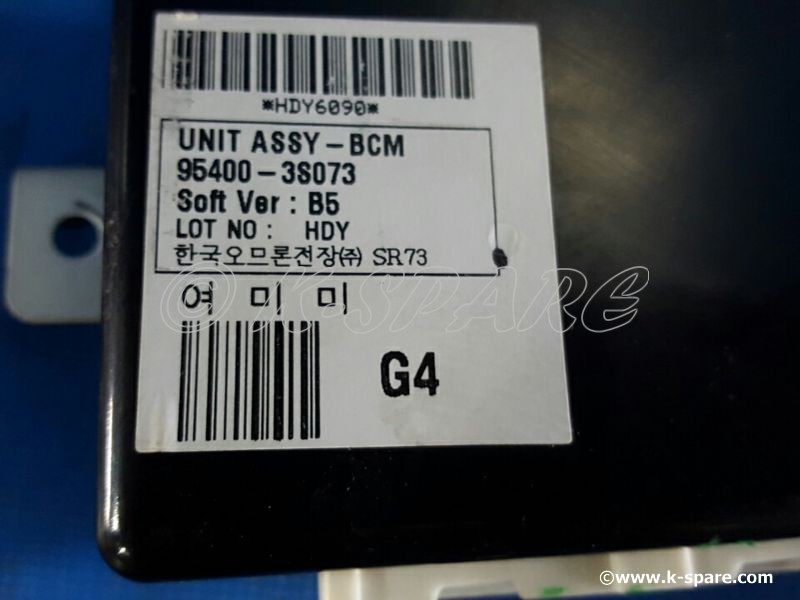 *HDY6090*
UNIT ASSY-BCM
95400-3S073
Soft Ver : B5
LOT NO : HDY
한국오므론전장㈜ SR73
여 미 미
G4
© K-SPARE
©www.k-spare.com